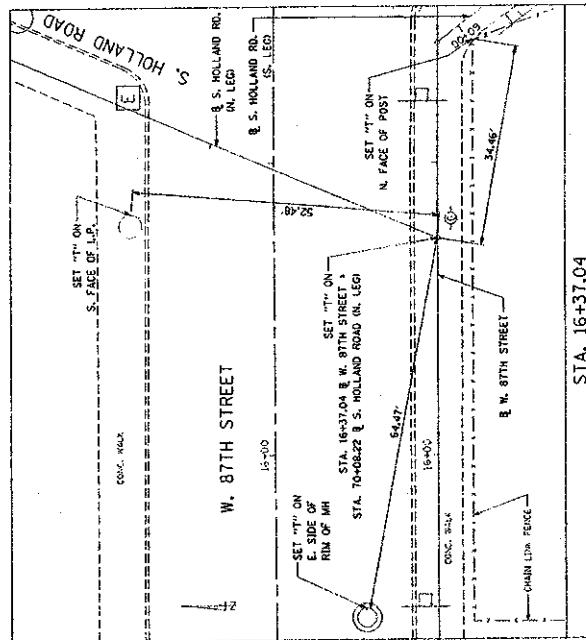 S. HOLLAND ROAD
E
℄ S. HOLLAND RD.
(N. LEG)
℄ S. HOLLAND RD.
(S. LEG)
SET "T" ON
N. FACE OF POST
34.46'
52.48'
SET "T" ON
S. FACE OF L.P.
SET "T" ON
STA. 16+37.04 ℄ W. 87TH STREET =
STA. 70+08.22 ℄ S. HOLLAND ROAD (N. LEG)
CONC. WALK
W. 87TH STREET
16+00
64.47'
16+00
℄ W. 87TH STREET
SET "T" ON
E. SIDE OF
RIM OF MH
CONC. WALK
CHAIN LINK FENCE
STA. 16+37.04